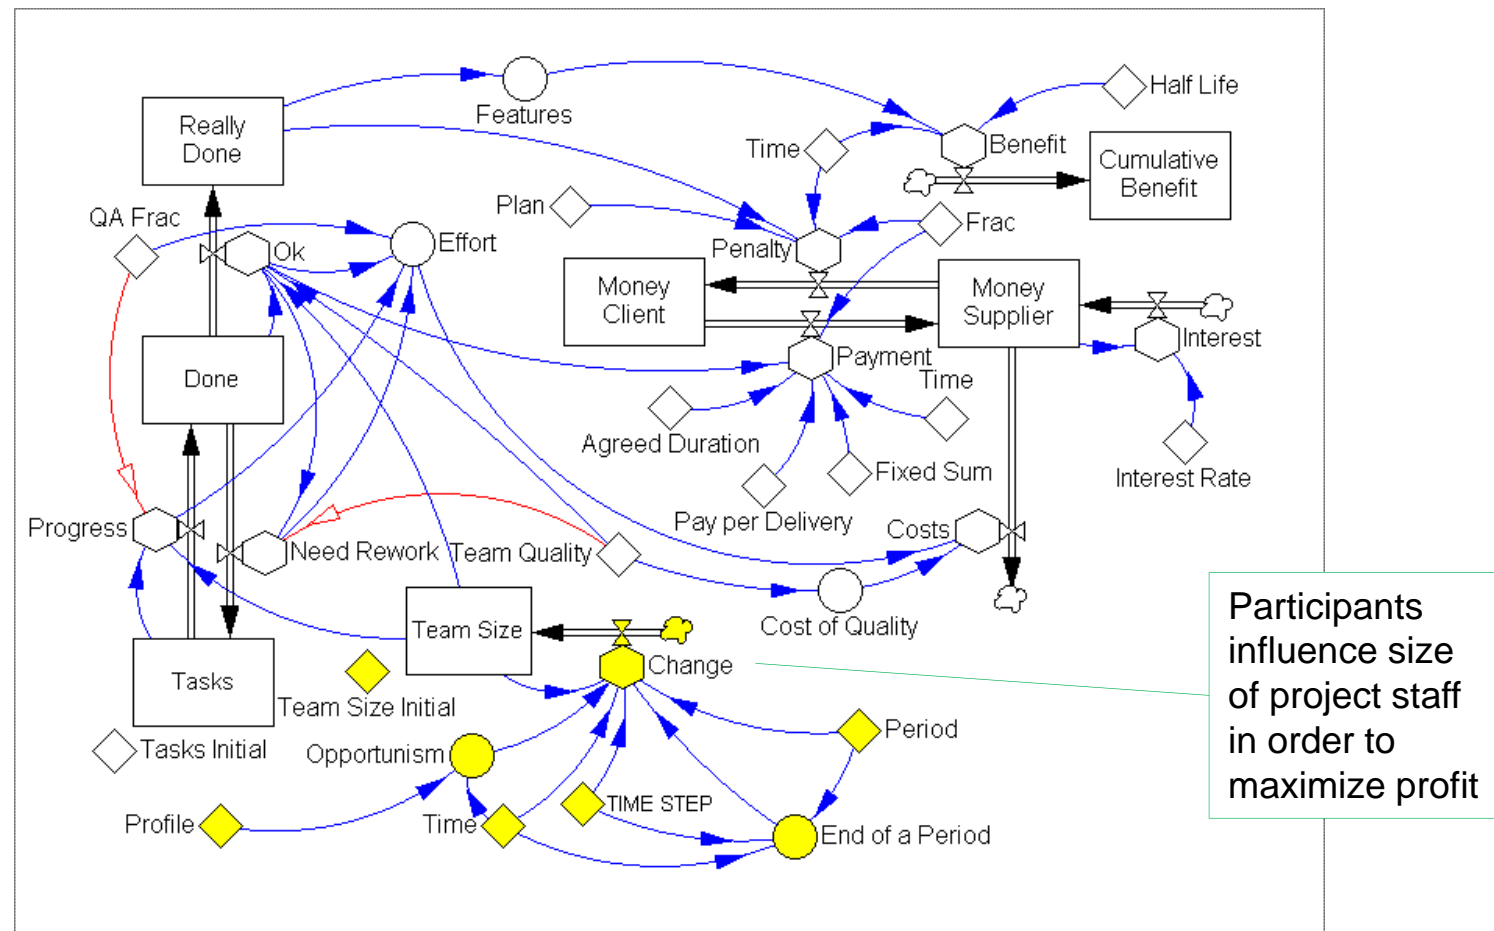 Features
Half Life
Really
Done
Time
Benefit
Cumulative
Benefit
QA Frac
Plan
Frac
Ok
Effort
Penalty
Money
Client
Money
Supplier
Interest
Payment
Time
Done
Agreed Duration
Fixed Sum
Interest Rate
Pay per Delivery
Progress
Need Rework
Team Quality
Costs
Cost of Quality
Team Size
Change
Tasks
Team Size Initial
Tasks Initial
Opportunism
Period
Profile
Time
TIME STEP
End of a Period
Participants
influence size
of project staff
in order to
maximize profit